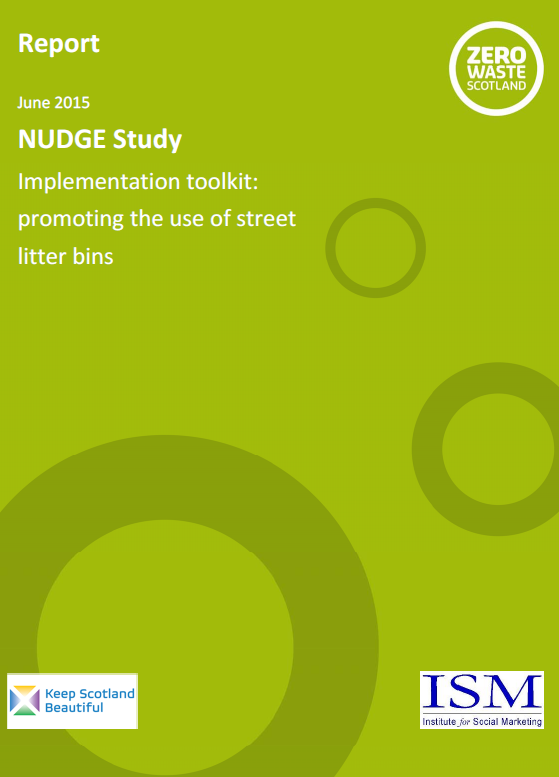 Report
ZERO
WASTE
SCOTLAND
June 2015
NUDGE Study
Implementation toolkit:
promoting the use of street
litter bins
Keep Scotland
Beautiful
ISM
Institute for Social Marketing